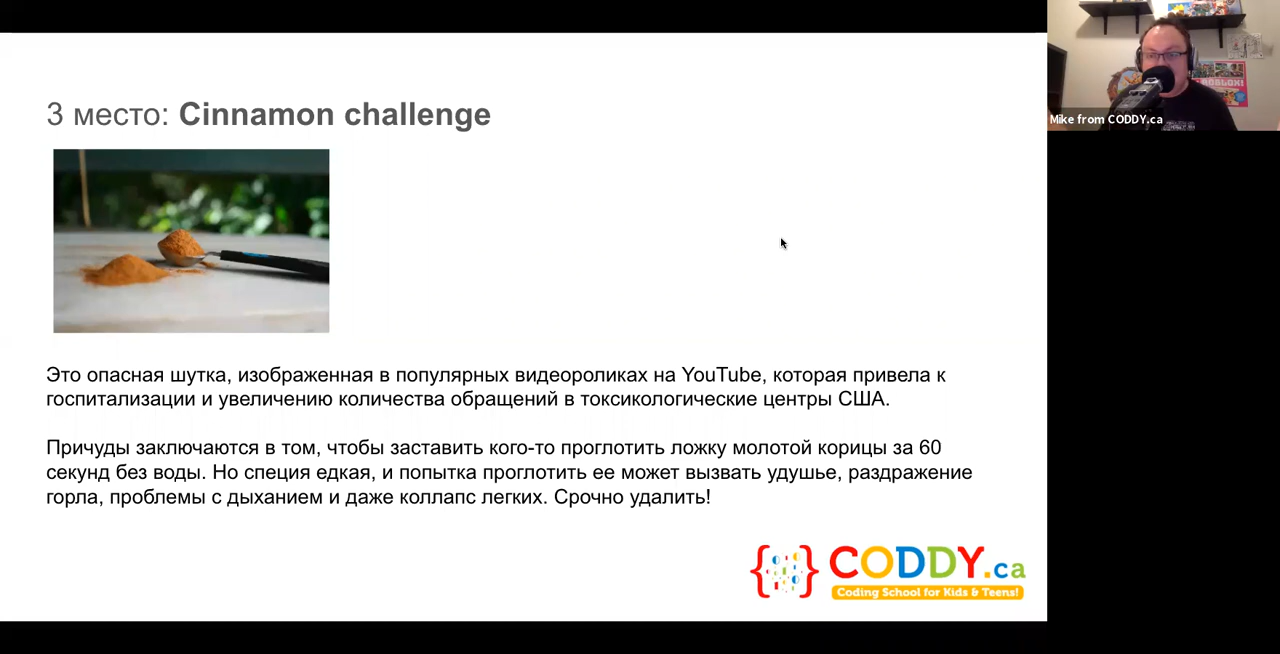 3 место: Cinnamon challenge
Mike from CODDY.ca
ROBLOX!
Это опасная шутка, изображенная в популярных видеороликах на YouTube, которая привела к
госпитализации и увеличению количества обращений в токсикологические центры США.
Причуды заключаются в том, чтобы заставить кого-то проглотить ложку молотой корицы за 60
секунд без воды. Но специя едкая, и попытка проглотить ее может вызвать удушье, раздражение
горла, проблемы с дыханием и даже коллапс легких. Срочно удалить!
{ } CODDY.ca
Coding School for Kids & Teens!